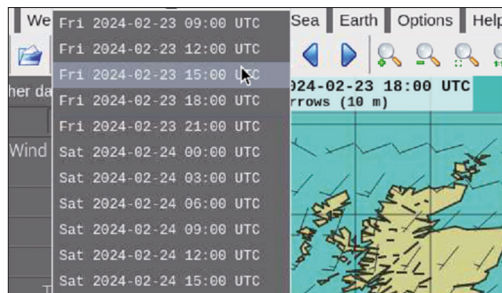 We
Sea Earth Options Help
Fri 2024-02-23 09:00 UTC
Fri 2024-02-23 12:00 UTC
Fri 2024-02-23 15:00 UTC
Fri 2024-02-23 18:00 UTC
Fri 2024-02-23 21:00 UTC
Sat 2024-02-24 00:00 UTC
Sat 2024-02-24 03:00 UTC
Sat 2024-02-24 06:00 UTC
Sat 2024-02-24 09:00 UTC
Sat 2024-02-24 12:00 UTC
Sat 2024-02-24 15:00 UTC
024-02-23 18:00 UTC
rrows (10 m)
her da
Wind
T